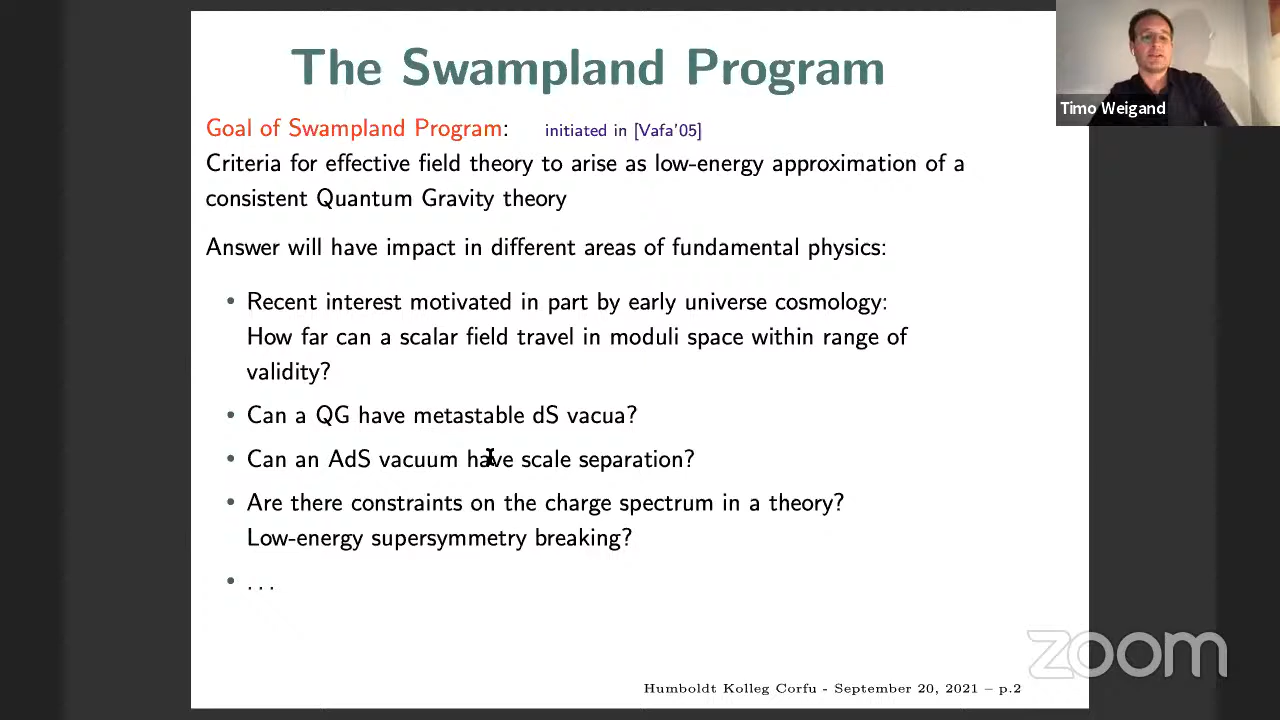 The Swampland Program
Timo Weigand
Goal of Swampland Program: initiated in [Vafa'05]
Criteria for effective field theory to arise as low-energy approximation of a
consistent Quantum Gravity theory
Answer will have impact in different areas of fundamental physics:
• Recent interest motivated in part by early universe cosmology:
How far can a scalar field travel in moduli space within range of
validity?
• Can a QG have metastable dS vacua?
• Can an AdS vacuum have scale separation?
• Are there constraints on the charge spectrum in a theory?
Low-energy supersymmetry breaking?
• . . .
zoom
Humboldt Kolleg Corfu - September 20, 2021 – p.2